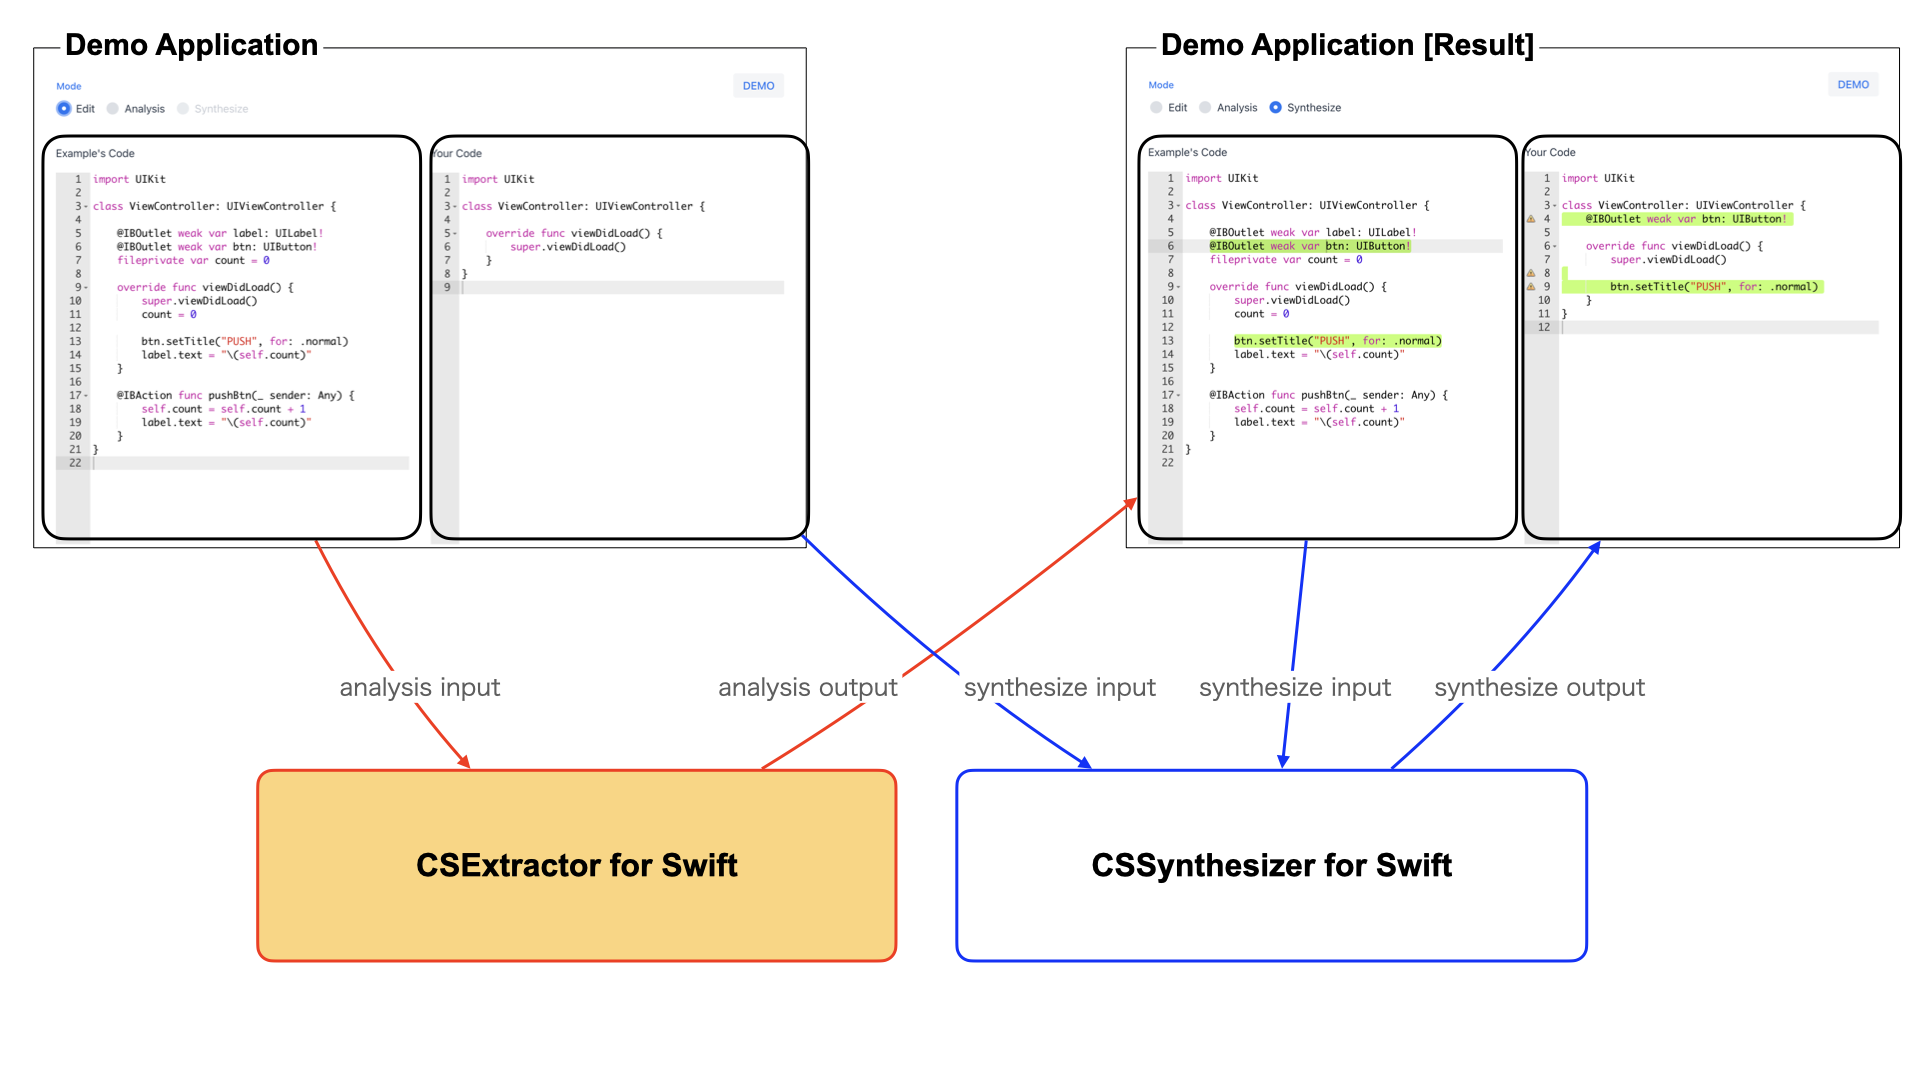 Demo Application
Mode
DEMO
Edit Analysis Synthesize
Example's Code
1 import UIKit
2
3 class ViewController: UIViewController {
4
5 @IBOutlet weak var label: UILabel!
6 @IBOutlet weak var btn: UIButton!
7 fileprivate var count = 0
8
9 override func viewDidLoad() {
10 super.viewDidLoad()
11 count = 0
12
13 btn.setTitle("PUSH", for: .normal)
14 label.text = "\(self.count)"
15 }
16
17 @IBAction func pushBtn(_ sender: Any) {
18 self.count = self.count + 1
19 label.text = "\(self.count)"
20 }
21 }
22
Your Code
1 import UIKit
2
3 class ViewController: UIViewController {
4
5 override func viewDidLoad() {
6 super.viewDidLoad()
7 }
8 }
9
Demo Application [Result]
Mode
DEMO
Edit Analysis Synthesize
Example's Code
1 import UIKit
2
3 class ViewController: UIViewController {
4
5 @IBOutlet weak var label: UILabel!
6 @IBOutlet weak var btn: UIButton!
7 fileprivate var count = 0
8
9 override func viewDidLoad() {
10 super.viewDidLoad()
11 count = 0
12
13 btn.setTitle("PUSH", for: .normal)
14 label.text = "\(self.count)"
15 }
16
17 @IBAction func pushBtn(_ sender: Any) {
18 self.count = self.count + 1
19 label.text = "\(self.count)"
20 }
21 }
22
Your Code
1 import UIKit
2
3 class ViewController: UIViewController {
4 @IBOutlet weak var btn: UIButton!
5
6 override func viewDidLoad() {
7 super.viewDidLoad()
8
9 btn.setTitle("PUSH", for: .normal)
10 }
11 }
12
analysis input
analysis output
synthesize input
synthesize input
synthesize output
CSExtractor for Swift
CSSynthesizer for Swift